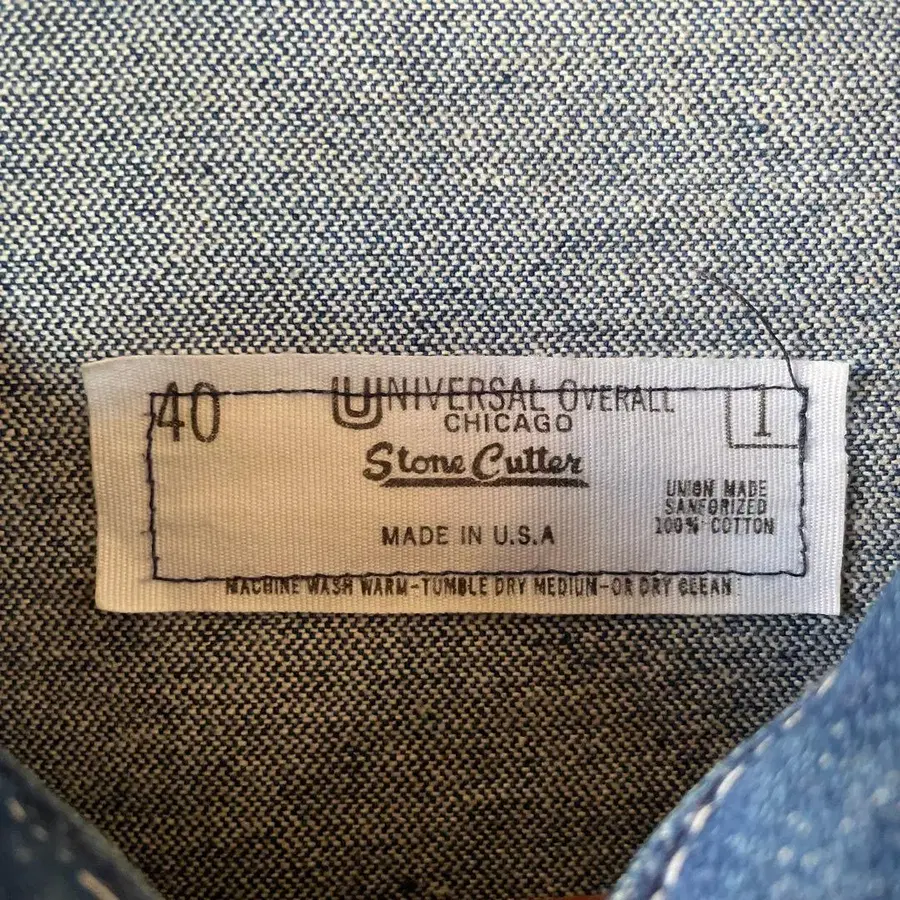 40 UNIVERSAL OVERALL 1
CHICAGO
Stone Cutter
UNION MADE
SANFORIZED
100% COTTON
MADE IN U.S.A
MACHINE WASH WARM-TUMBLE DRY MEDIUM-OR DRY CLEAN